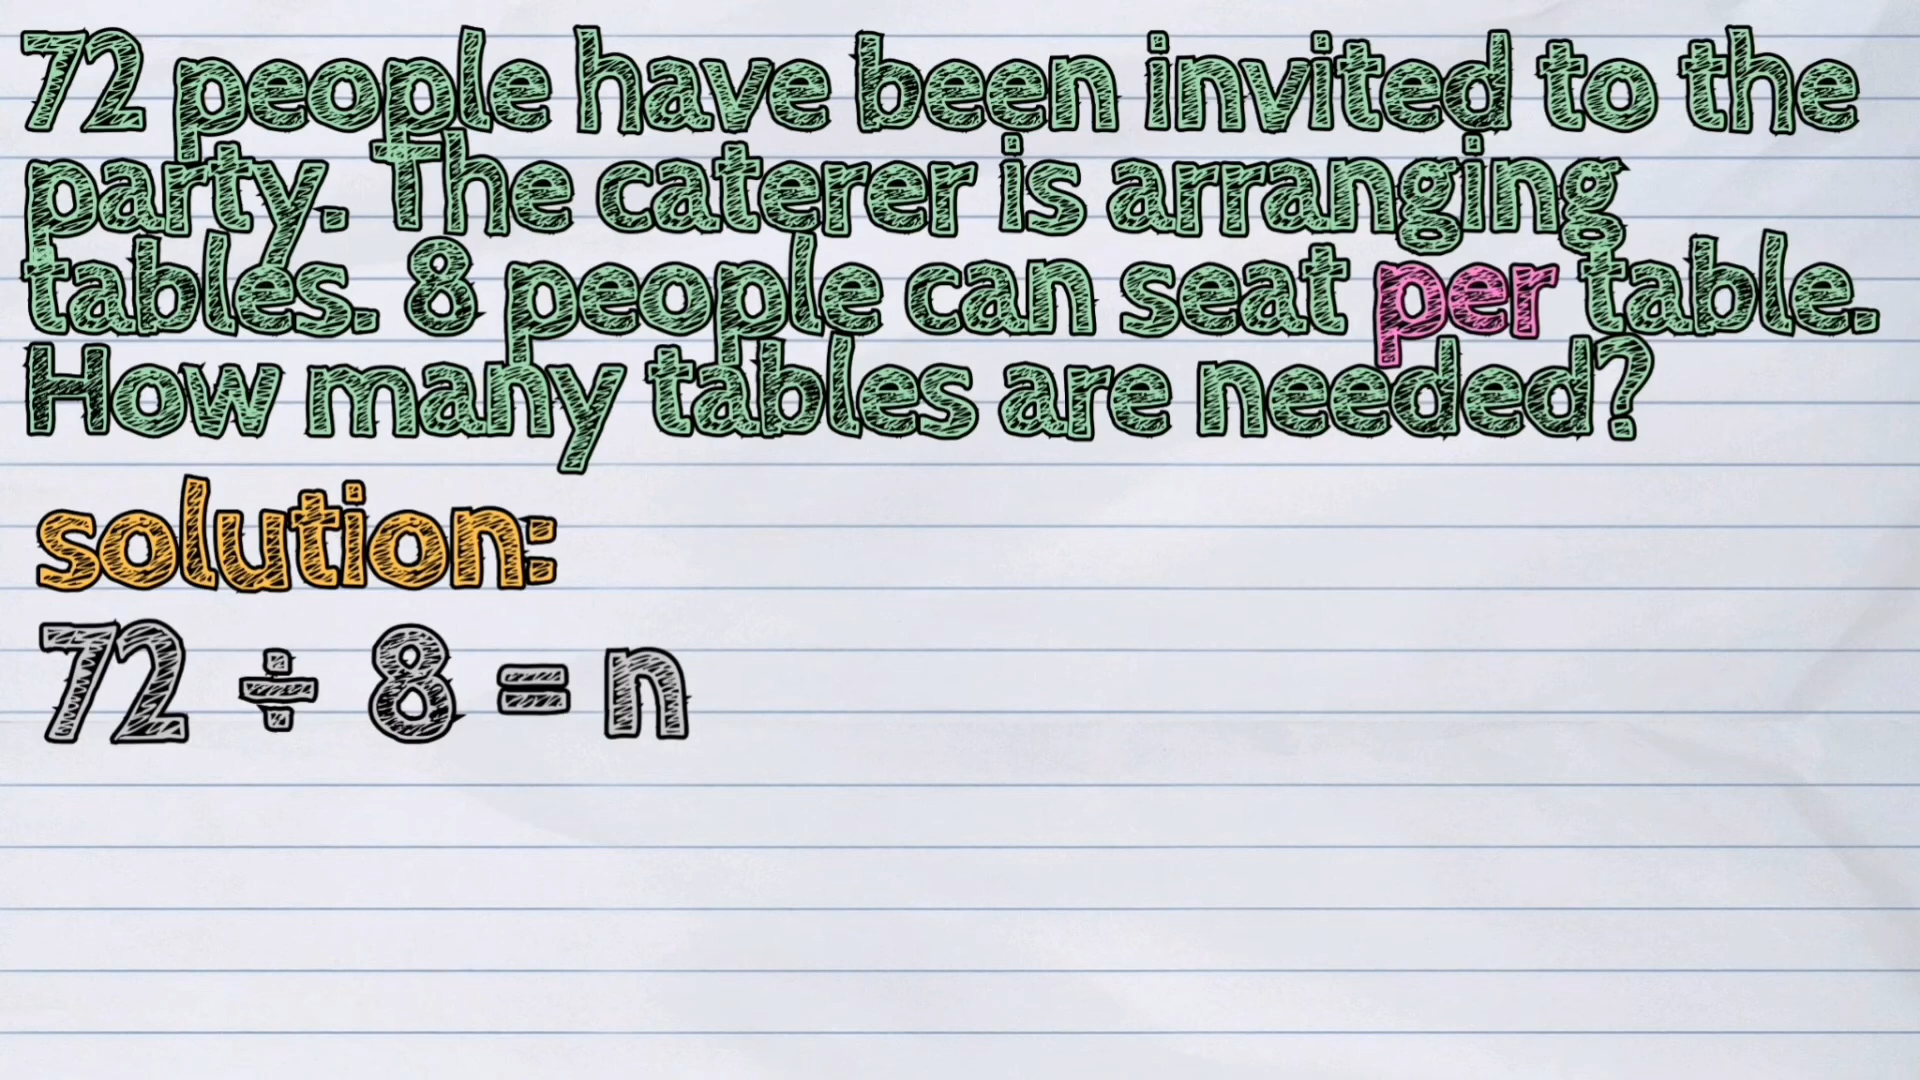 72 people have been invited to the
party. The caterer is arranging
tables. 8 people can seat per table.
How many tables are needed?
solution:
72 ÷ 8 = n